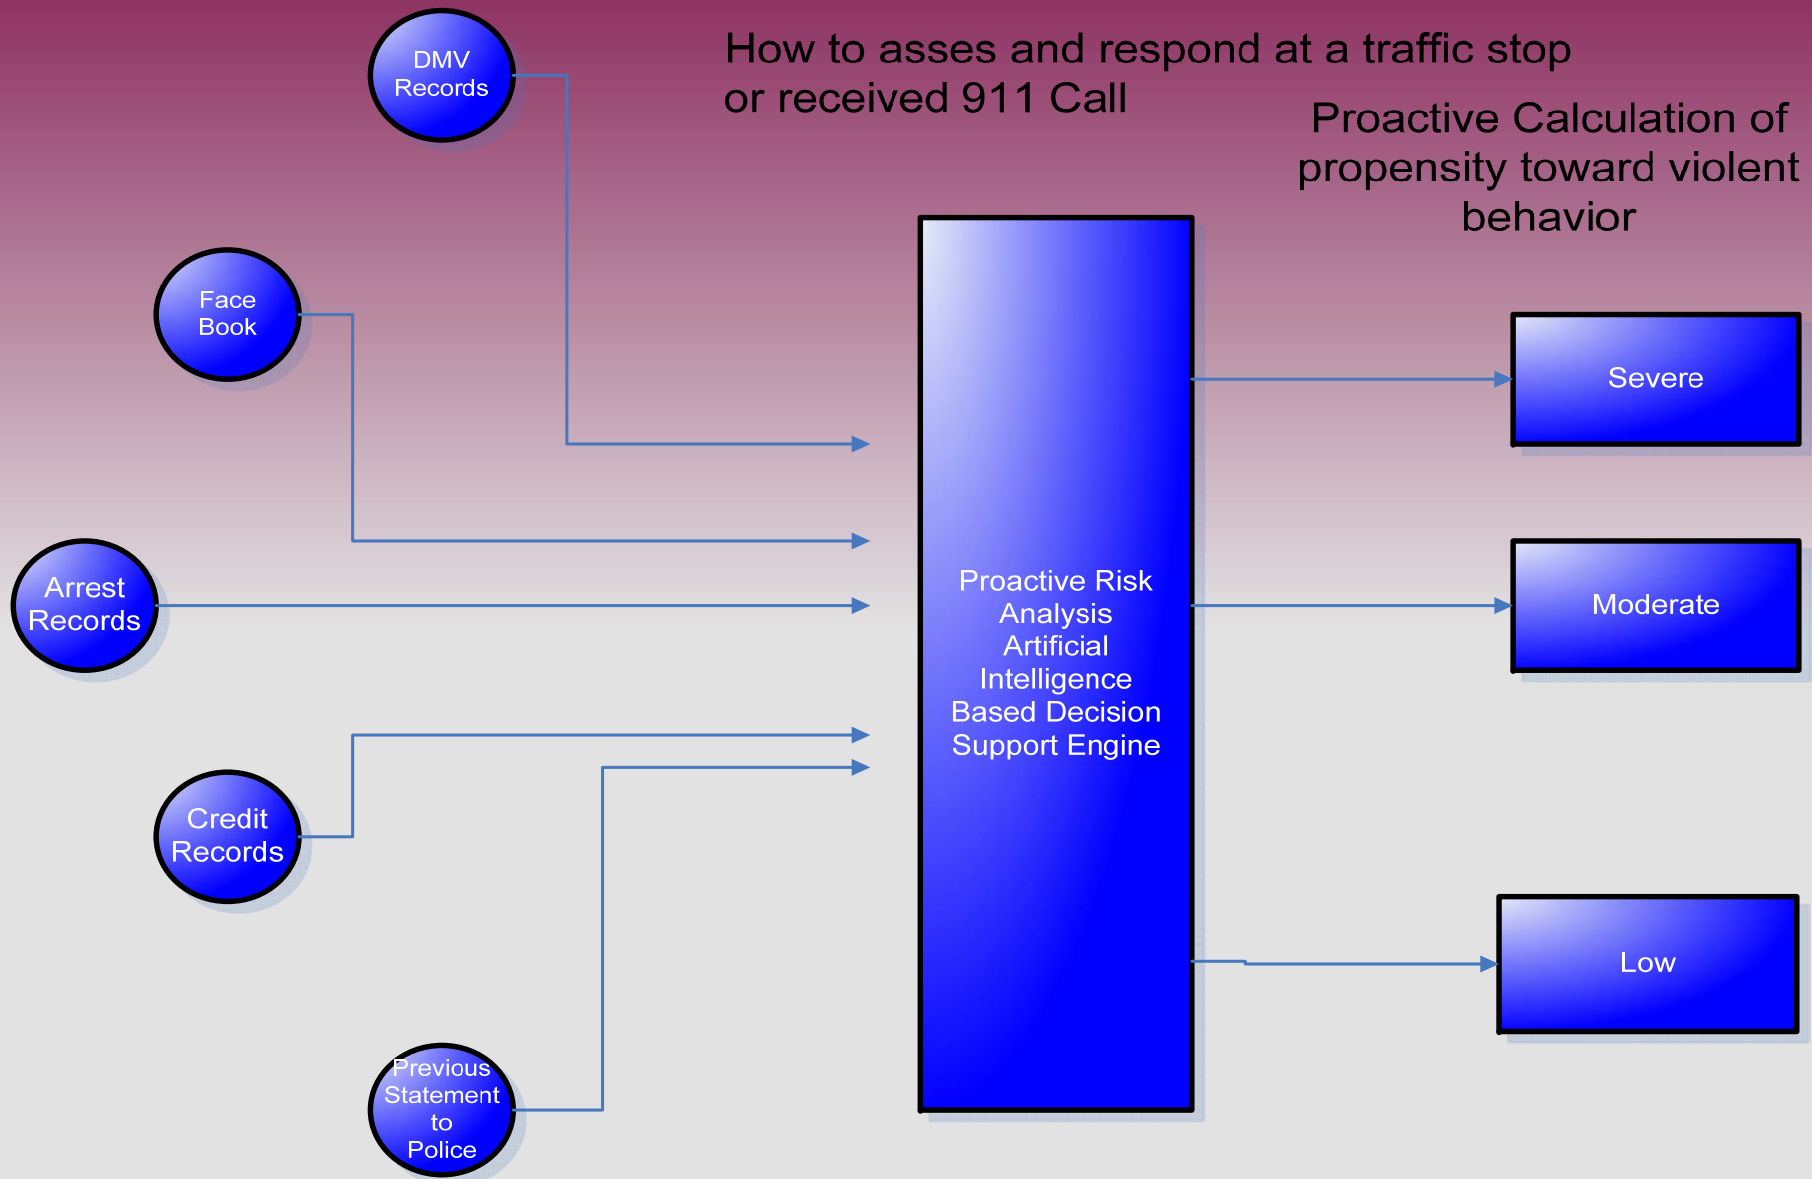 DMV
Records
How to asses and respond at a traffic stop
or received 911 Call
Proactive Calculation of
propensity toward violent
behavior
Face
Book
Severe
Arrest
Records
Proactive Risk
Analysis
Artificial
Intelligence
Based Decision
Support Engine
Moderate
Credit
Records
Low
Previous
Statement
to
Police